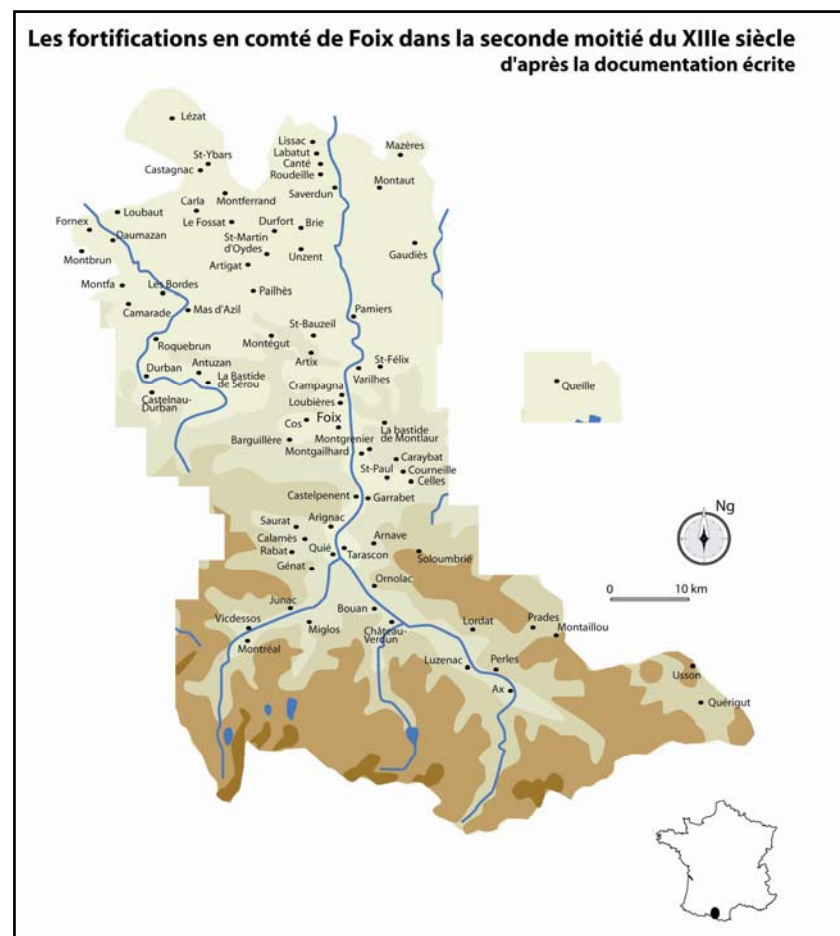 Les fortifications en comté de Foix dans la seconde moitié du XIIIe siècle
d'après la documentation écrite
Lézat
Lissac
Labatut
Canté
Roudeille
Mazères
St-Ybars
Castagnac
Saverdun
Montaut
Montferrand
Carla
Loubaut
Le Fossat
Durfort
Brie
Fornex
Daumazan
St-Martin
d'Oydes
Unzent
Gaudiès
Montbrun
Artigat
Montfa
Les Bordes
Pailhès
Camarade
Mas d'Azil
Pamiers
St-Bauzeil
Montégut
Roquebrun
Artix
St-Félix
Varilhes
Durban
Antuzan
La Bastide
de Sérou
Queille
Castelnau-
Durban
Crampagna
Loubières
Cos
Foix
La bastide
de Montlaur
Barguillère
Montgrenier
Montgailhard
Caraybat
St-Paul
Courneille
Celles
Castelpenent
Garrabet
Ng
Saurat
Arignac
Calamès
Arnave
Rabat
Quié
Tarascon
Soloumbrié
Génat
Ornolac
0
10 km
Junac
Bouan
Vicdessos
Miglos
Château-
Verdun
Lordat
Prades
Montaillou
Montréal
Luzenac
Perles
Usson
Ax
Quérigut